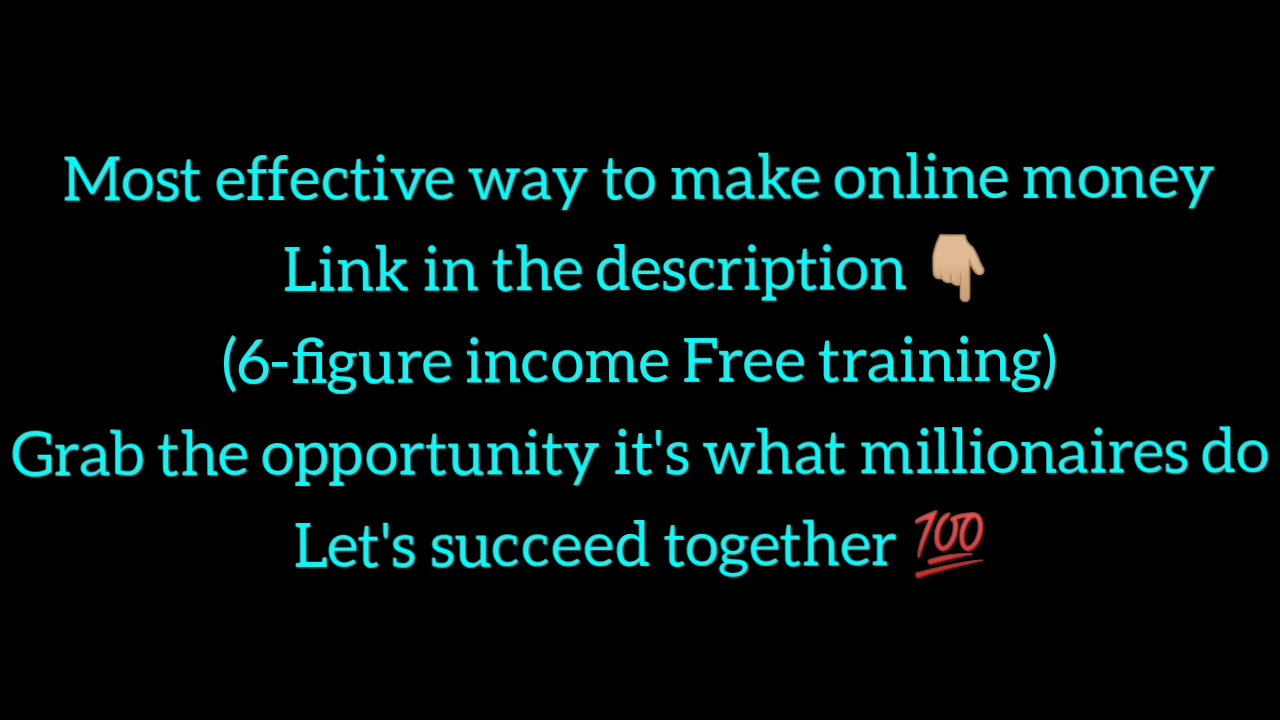 Most effective way to make online money
Link in the description 👇🏼
(6-figure income Free training)
Grab the opportunity it's what millionaires do
Let's succeed together 💯